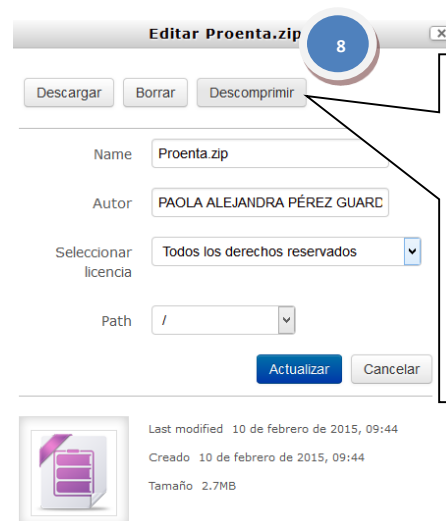 Editar Proenta.zip
8
x
Descargar Borrar Descomprimir
Name Proenta.zip
Autor PAOLA ALEJANDRA PÉREZ GUARD
Seleccionar licencia Todos los derechos reservados
Path /
Actualizar Cancelar
Last modified 10 de febrero de 2015, 09:44
Creado 10 de febrero de 2015, 09:44
Tamaño 2.7MB